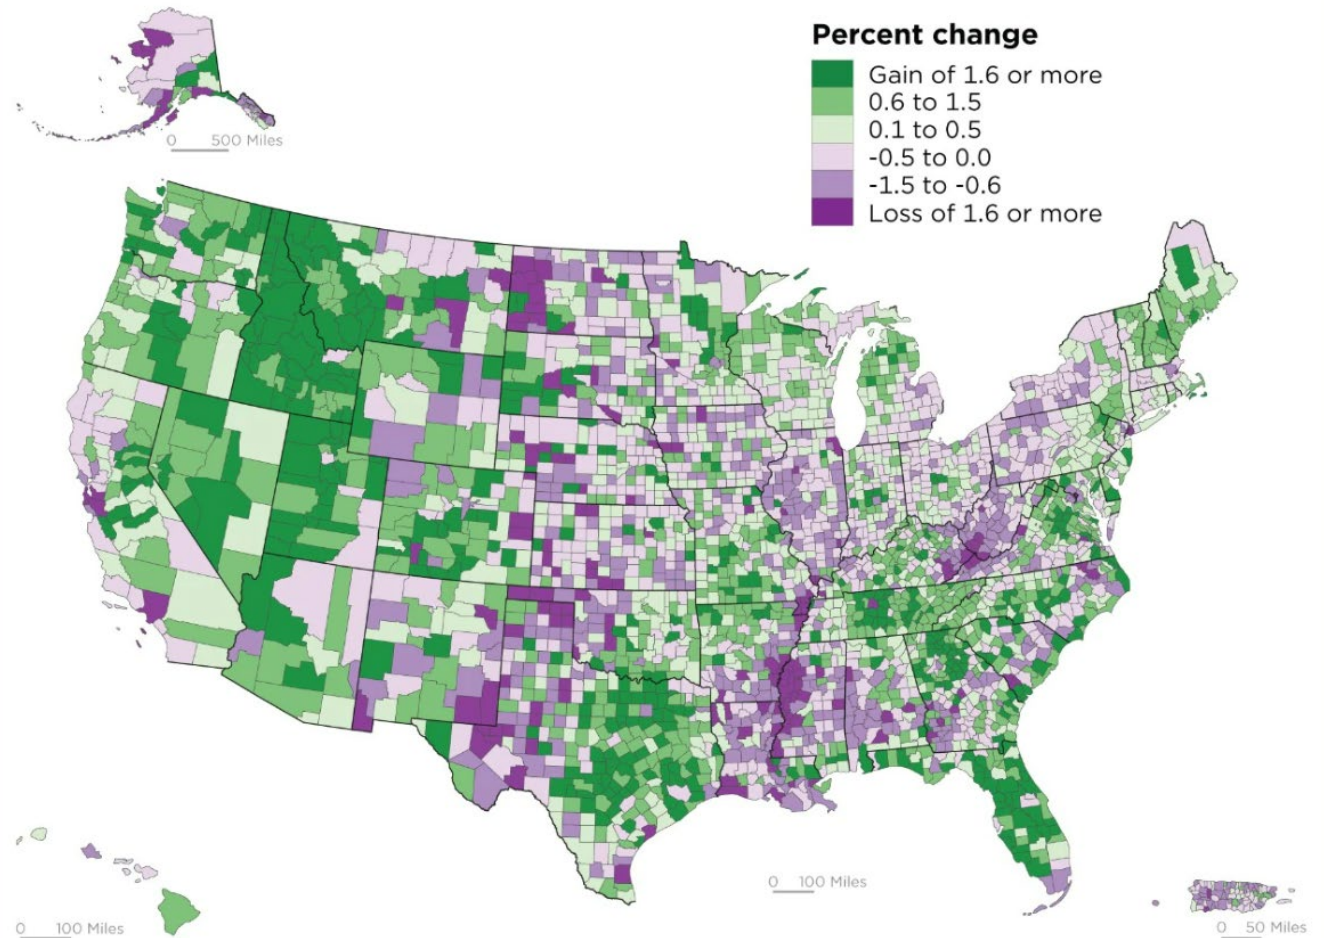 Percent change
Gain of 1.6 or more
0.6 to 1.5
0.1 to 0.5
-0.5 to 0.0
-1.5 to -0.6
Loss of 1.6 or more
0 500 Miles
0 100 Miles
0 100 Miles
0 50 Miles